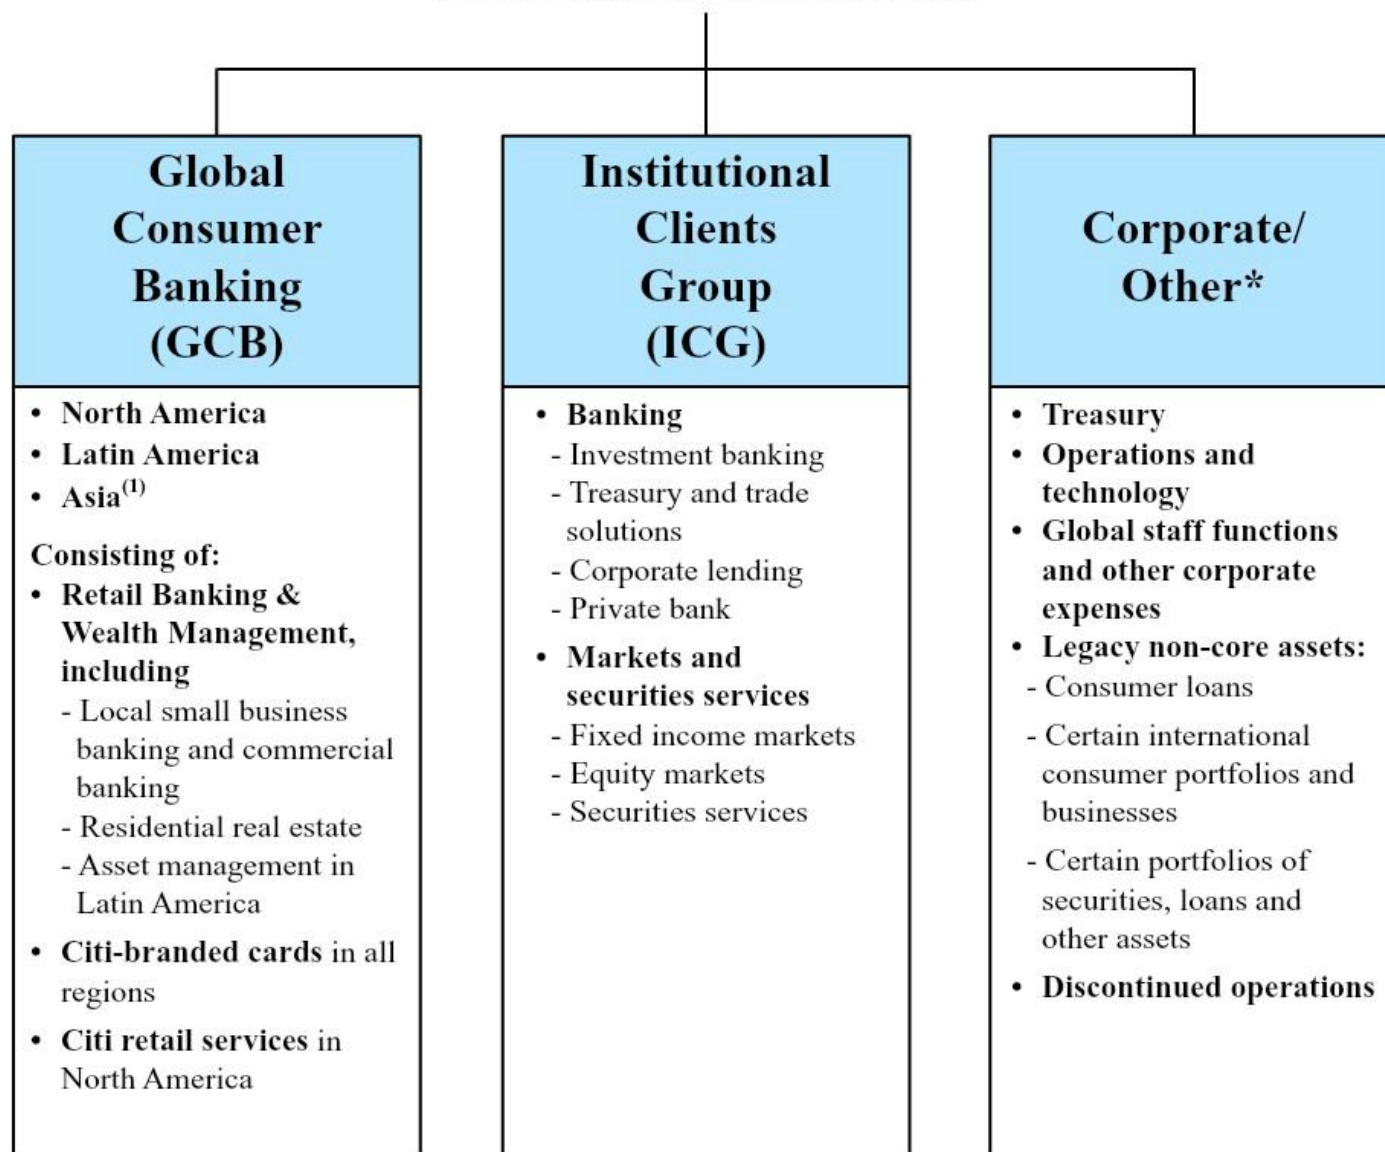 Global
Consumer
Banking
(GCB)
• North America
• Latin America
• Asia(1)
Consisting of:
• Retail Banking &
Wealth Management,
including
- Local small business
banking and commercial
banking
- Residential real estate
- Asset management in
Latin America
• Citi-branded cards in all
regions
• Citi retail services in
North America
Institutional
Clients
Group
(ICG)
• Banking
- Investment banking
- Treasury and trade
solutions
- Corporate lending
- Private bank
• Markets and
securities services
- Fixed income markets
- Equity markets
- Securities services
Corporate/
Other*
• Treasury
• Operations and
technology
• Global staff functions
and other corporate
expenses
• Legacy non-core assets:
- Consumer loans
- Certain international
consumer portfolios and
businesses
- Certain portfolios of
securities, loans and
other assets
• Discontinued operations